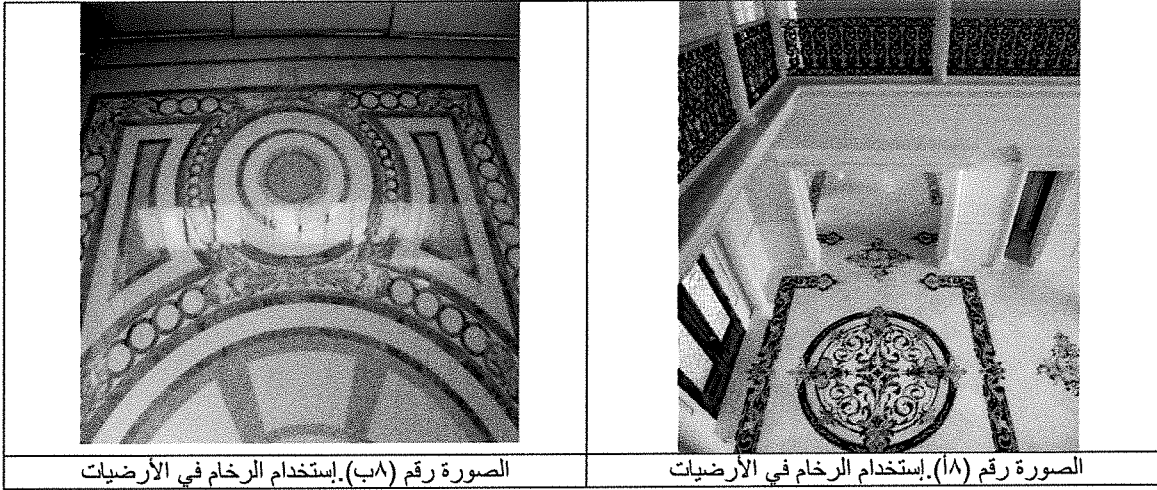 الصورة رقم (٨أ).إستخدام الرخام في الأرضيات
الصورة رقم (٨ب).إستخدام الرخام في الأرضيات